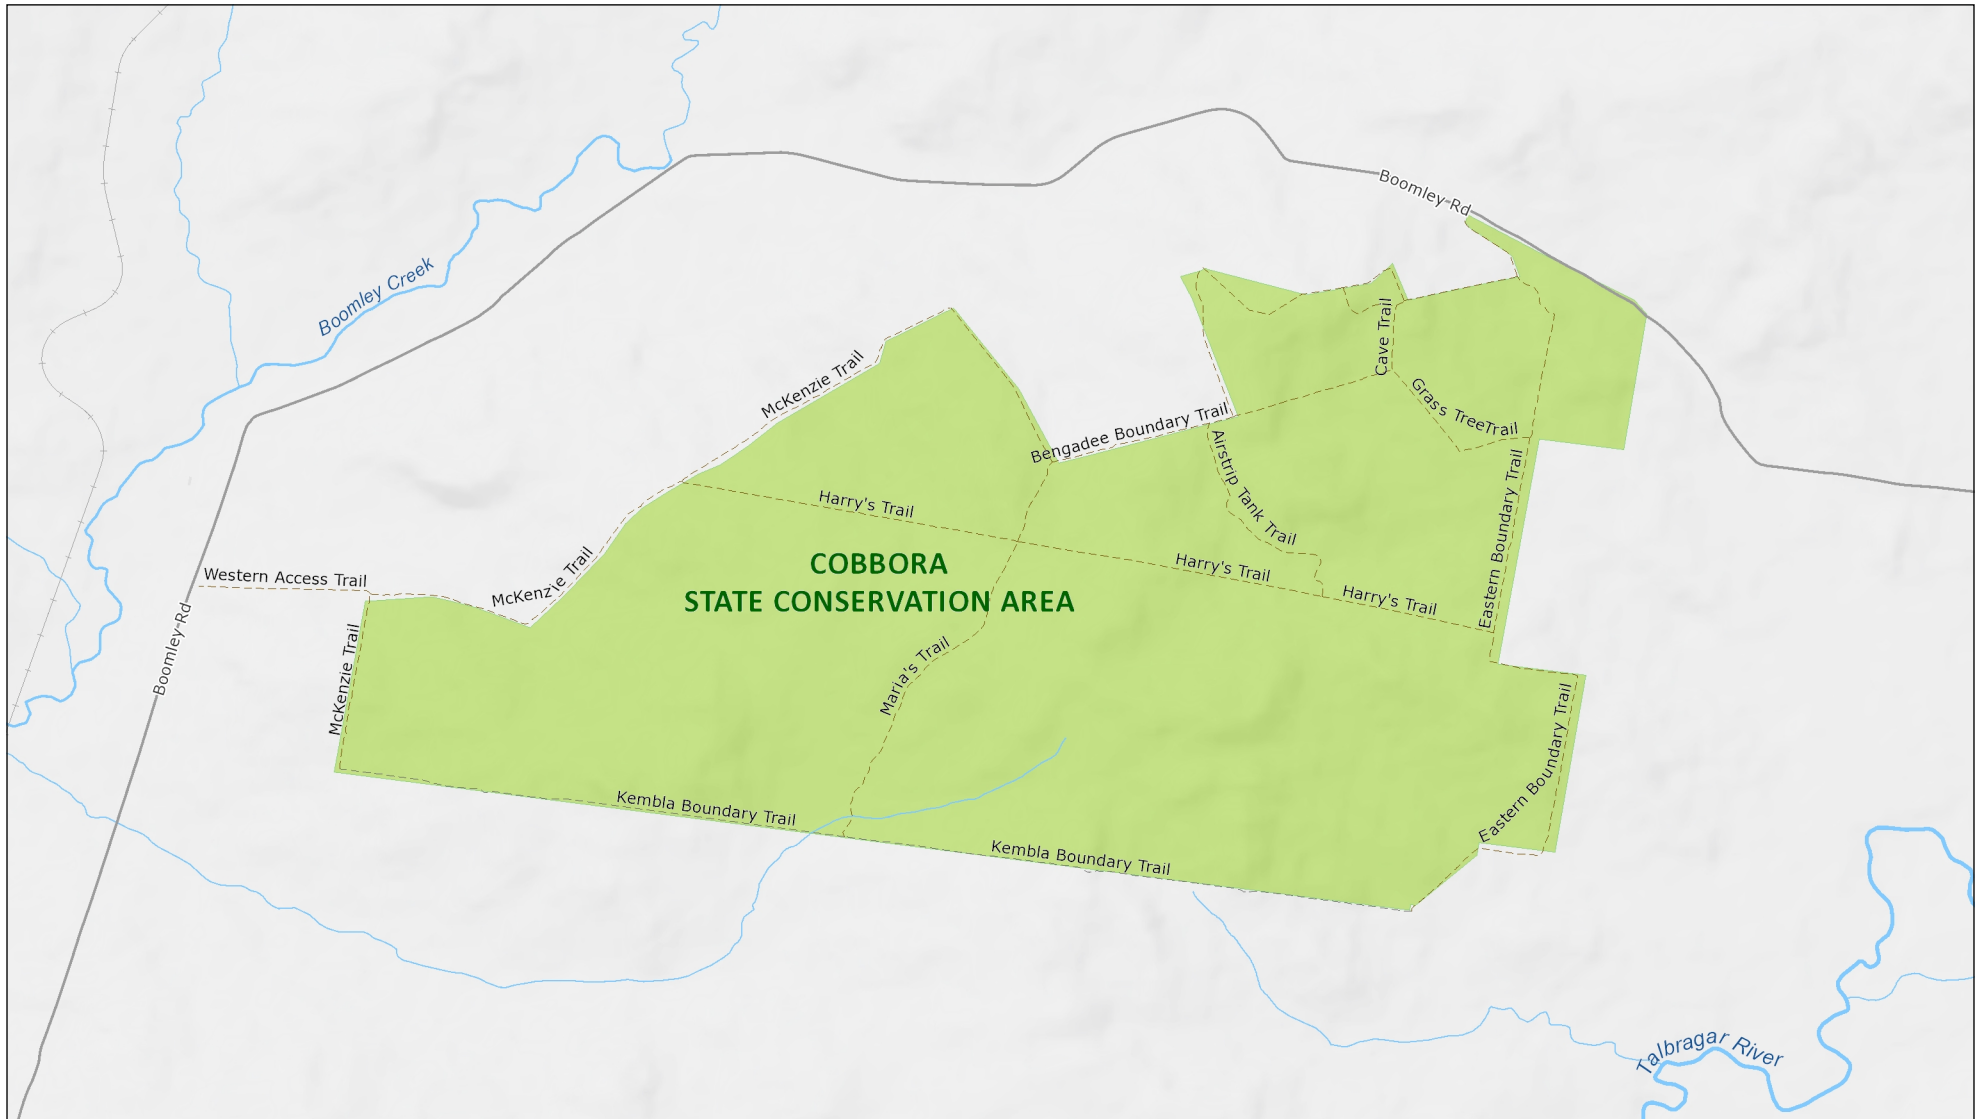 Boomley Rd
Boomley Creek
Cave Trail
McKenzie Trail
Grass TreeTrail
Bengadee Boundary Trail
Airstrip Tank Trail
Harry's Trail
Eastern Boundary Trail
COBBORA
STATE CONSERVATION AREA
Harry's Trail
Harry's Trail
Western Access Trail
McKenzie Trail
Boomley Rd
McKenzie Trail
Maria's Trail
Eastern Boundary Trail
Kembla Boundary Trail
Kembla Boundary Trail
Talbragar River